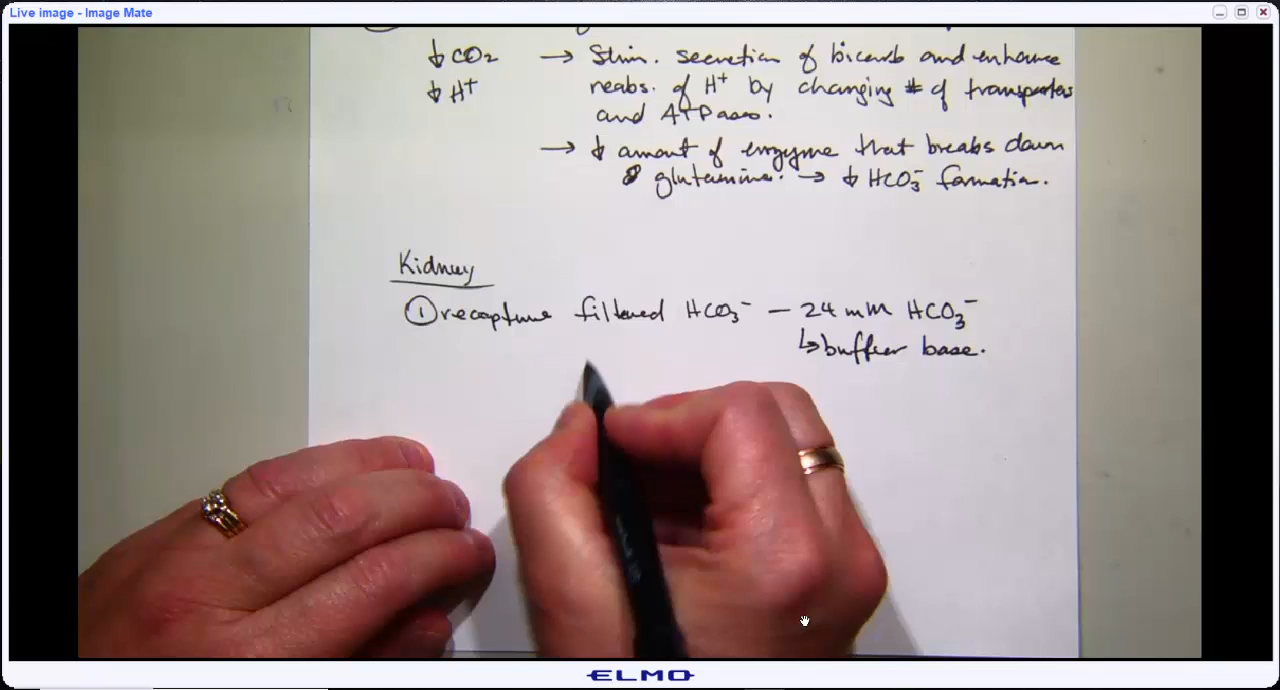 Live image - Image Mate
↓ CO2 → Stim. secretion of bicarb and enhance
↓ H+ reabs. of H+ by changing # of transporters
and ATPases.
→ ↓ amount of enzyme that breaks down
glutamine. → ↓ HCO3- formation.
Kidney
① recapture filtered HCO3- — 24 mM HCO3-
↳ buffer base.
ELMO